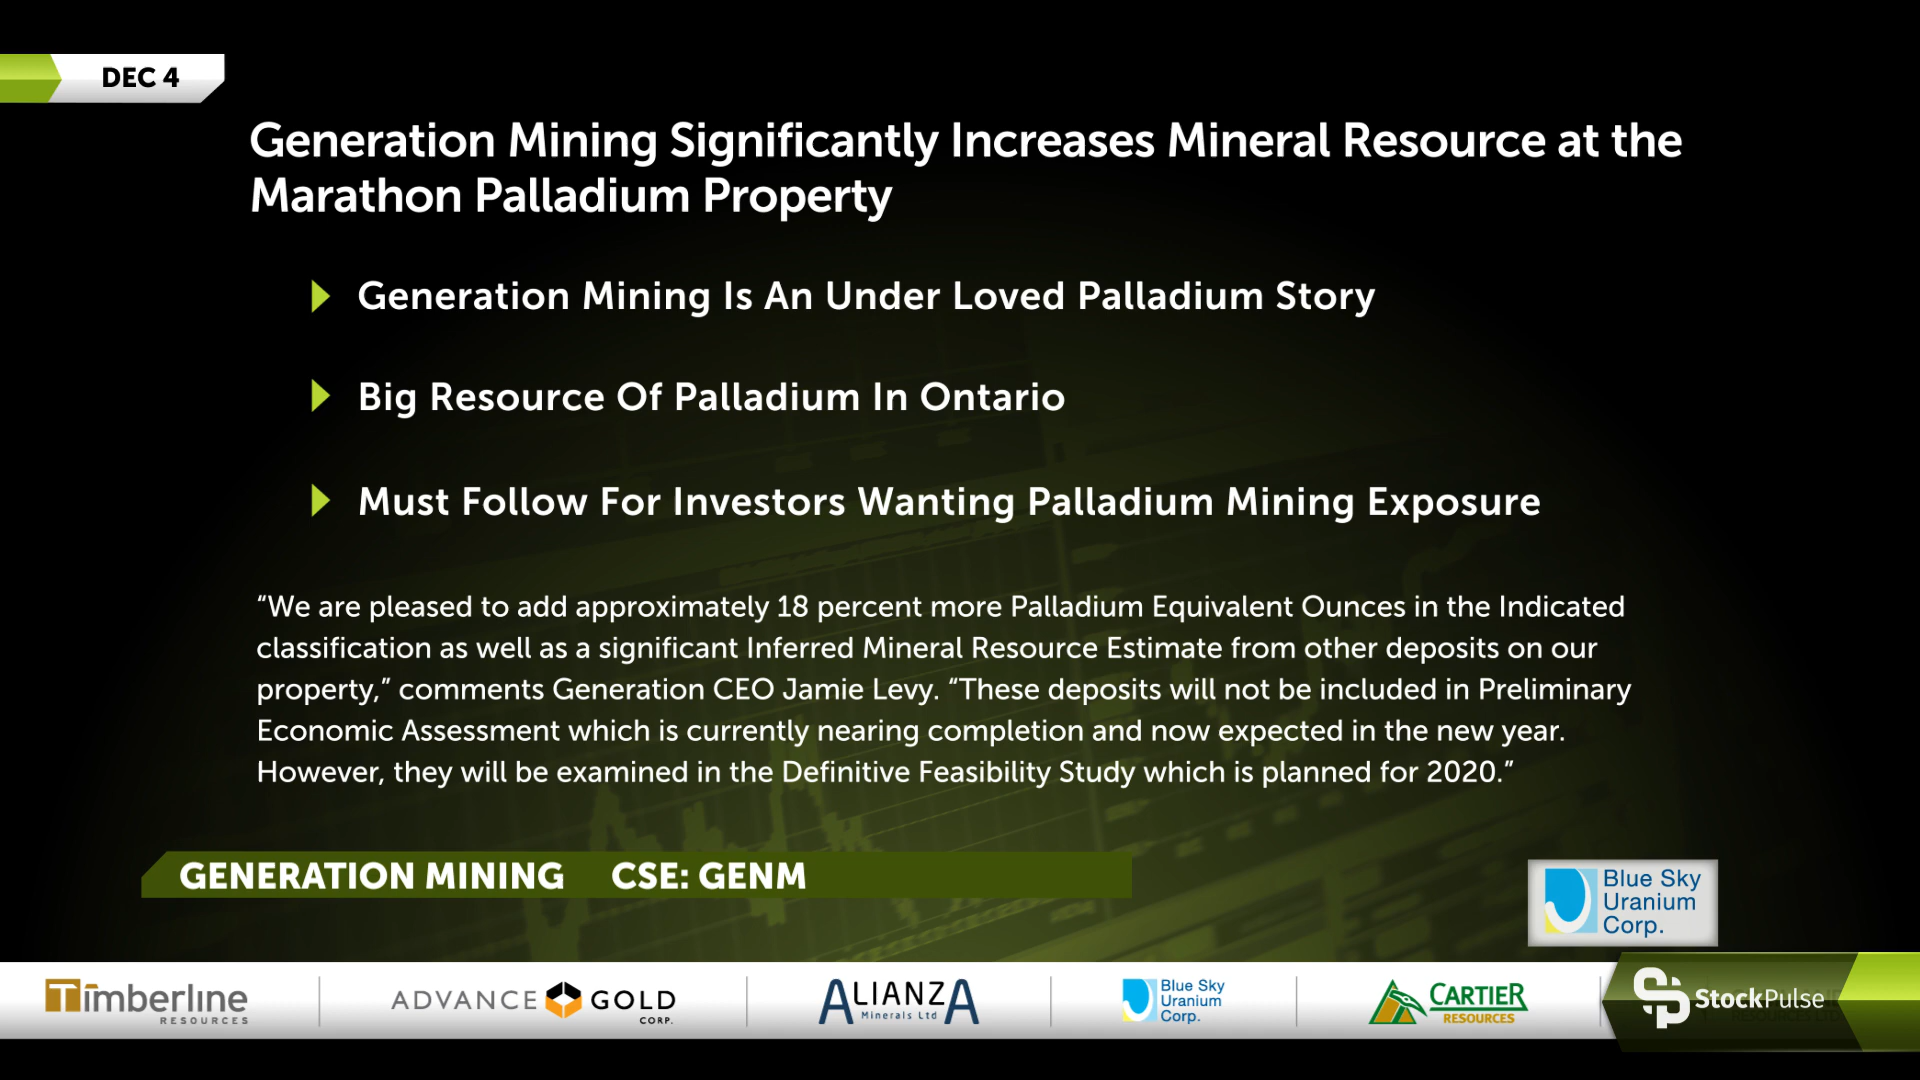 DEC 4
Generation Mining Significantly Increases Mineral Resource at the
Marathon Palladium Property
Generation Mining Is An Under Loved Palladium Story
Big Resource Of Palladium In Ontario
Must Follow For Investors Wanting Palladium Mining Exposure
“We are pleased to add approximately 18 percent more Palladium Equivalent Ounces in the Indicated
classification as well as a significant Inferred Mineral Resource Estimate from other deposits on our
property,” comments Generation CEO Jamie Levy. “These deposits will not be included in Preliminary
Economic Assessment which is currently nearing completion and now expected in the new year.
However, they will be examined in the Definitive Feasibility Study which is planned for 2020.”
GENERATION MINING CSE: GENM
Blue Sky
Uranium
Corp.
Timberline
RESOURCES
ADVANCE GOLD
CORP.
ALIANZA
Minerals Ltd
Blue Sky
Uranium
Corp.
CARTIER
RESOURCES
StockPulse